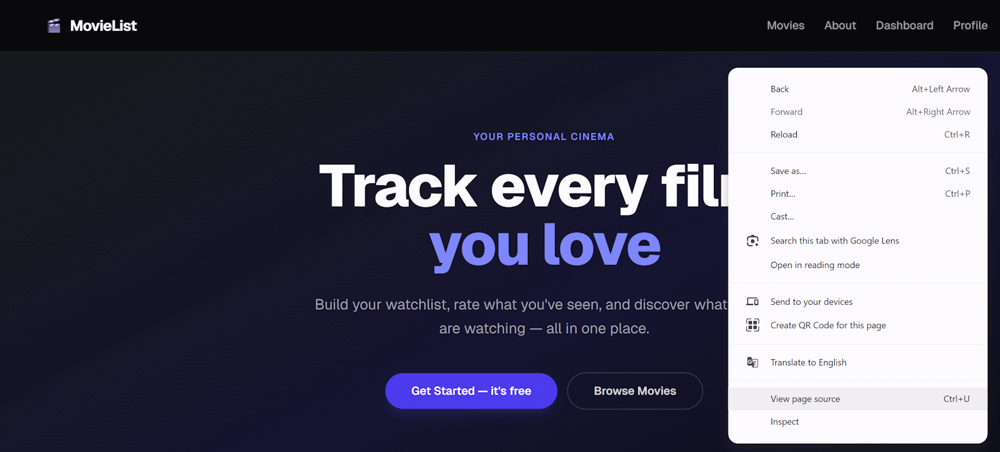 MovieList
Movies About Dashboard Profile
YOUR PERSONAL CINEMA
Track every
you love
Build your watchlist, rate what you've seen, and discover what
are watching — all in one place.
Get Started — it's free
Browse Movies
Back Alt+Left Arrow
Forward Alt+Right Arrow
Reload Ctrl+R
Save as... Ctrl+S
Print... Ctrl+P
Cast...
Search this tab with Google Lens
Open in reading mode
Send to your devices
Create QR Code for this page
Translate to English
View page source Ctrl+U
Inspect